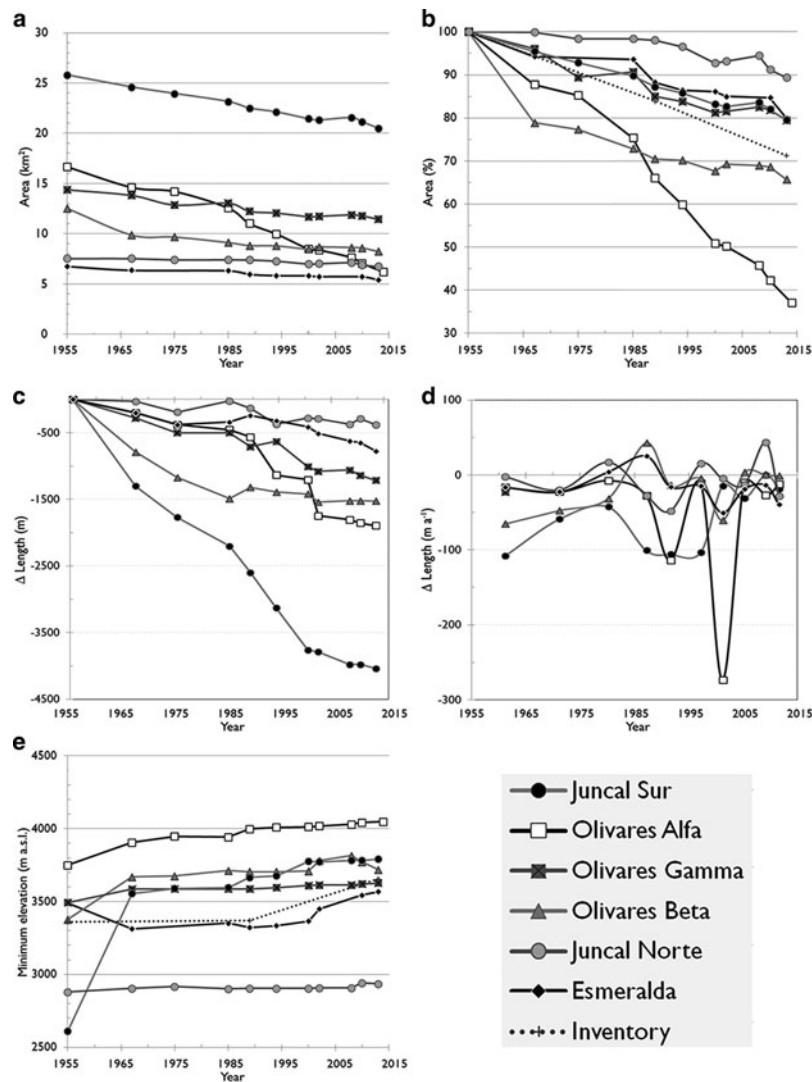 a
30
25
20
15
10
5
0
Area (km²)
1955 1965 1975 1985 1995 2005 2015
Year
b
100
90
80
70
60
50
40
30
Area (%)
1955 1965 1975 1985 1995 2005 2015
Year
c
-500
-1500
-2500
-3500
-4500
Δ Length (m)
1955 1965 1975 1985 1995 2005 2015
Year
d
100
0
-100
-200
-300
Δ Length (m a⁻¹)
1955 1965 1975 1985 1995 2005 2015
Year
e
4500
4000
3500
3000
2500
Minimum elevation (m a.s.l.)
1955 1965 1975 1985 1995 2005 2015
Year
Juncal Sur
Olivares Alfa
Olivares Gamma
Olivares Beta
Juncal Norte
Esmeralda
Inventory